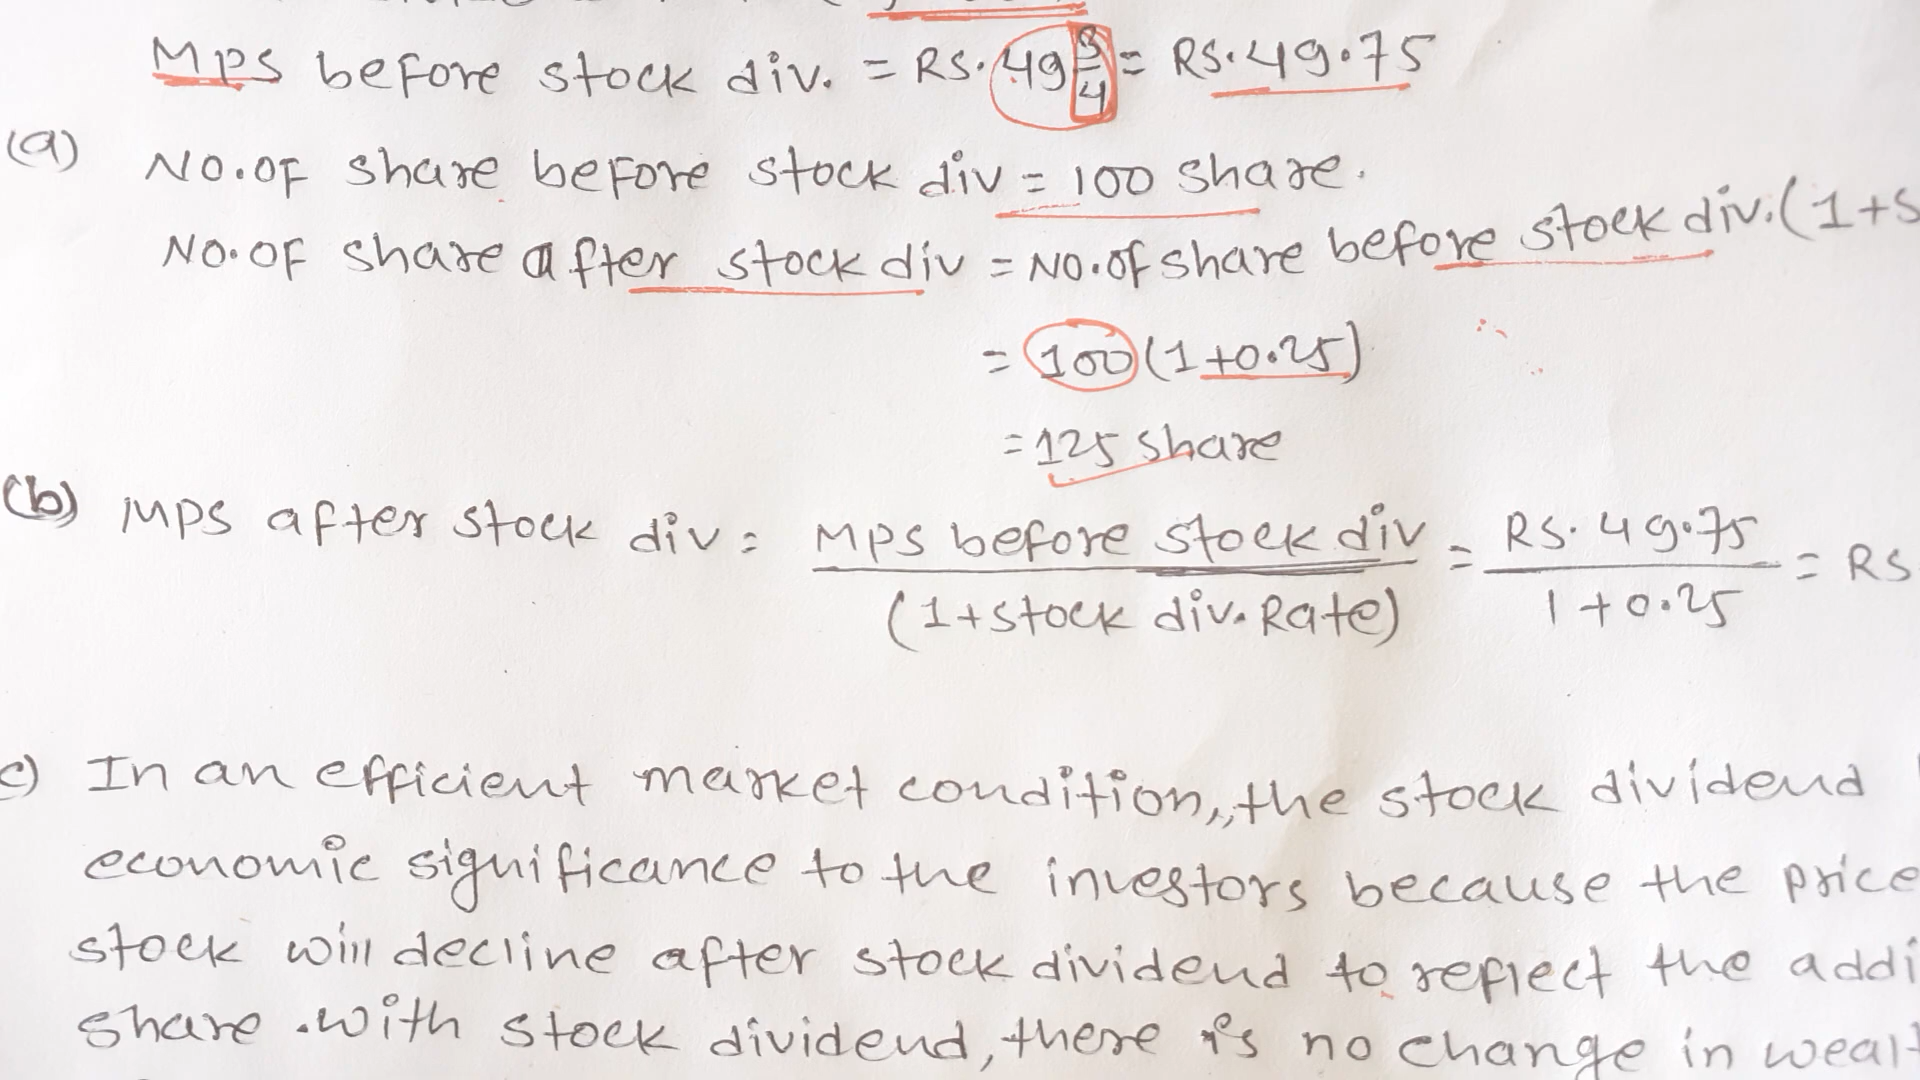 MPS before stock div. = RS. 49 3/4 = RS. 49.75
(a) NO. OF share before stock div = 100 share.
NO. OF share after stock div = NO. of share before stock div. (1+S
= 100 (1+0.25)
= 125 share
(b) MPS after stock div = MPS before stock div / (1+stock div. Rate) = RS. 49.75 / 1+0.25 = RS
c) In an efficient market condition, the stock dividend
economic significance to the investors because the price
stock will decline after stock dividend to reflect the addi
share. with stock dividend, there is no change in wealt